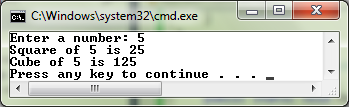 C:\Windows\system32\cmd.exe
Enter a number: 5
Square of 5 is 25
Cube of 5 is 125
Press any key to continue . . .